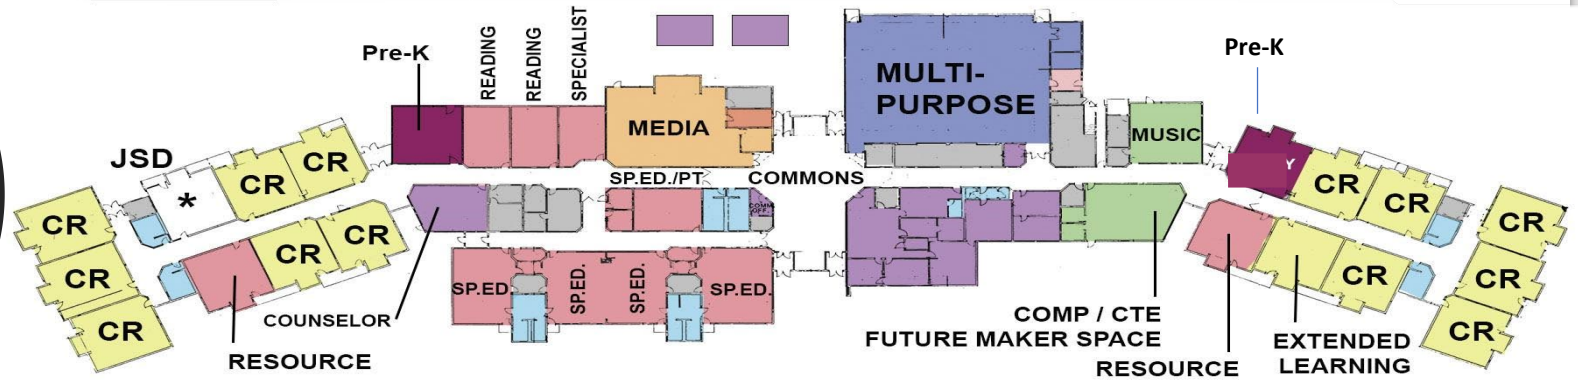 Pre-K
READING
READING
SPECIALIST
MULTI-
PURPOSE
Pre-K
MEDIA
MUSIC
JSD
*
CR
CR
SP.ED./PT
COMMONS
Y
CR
CR
CR
CR
CR
COMM
OFF.
CR
CR
CR
SP.ED
SP.ED.
SP.ED.
SP.ED.
CR
CR
CR
COUNSELOR
RESOURCE
COMP / CTE
FUTURE MAKER SPACE
RESOURCE
EXTENDED
LEARNING
CR